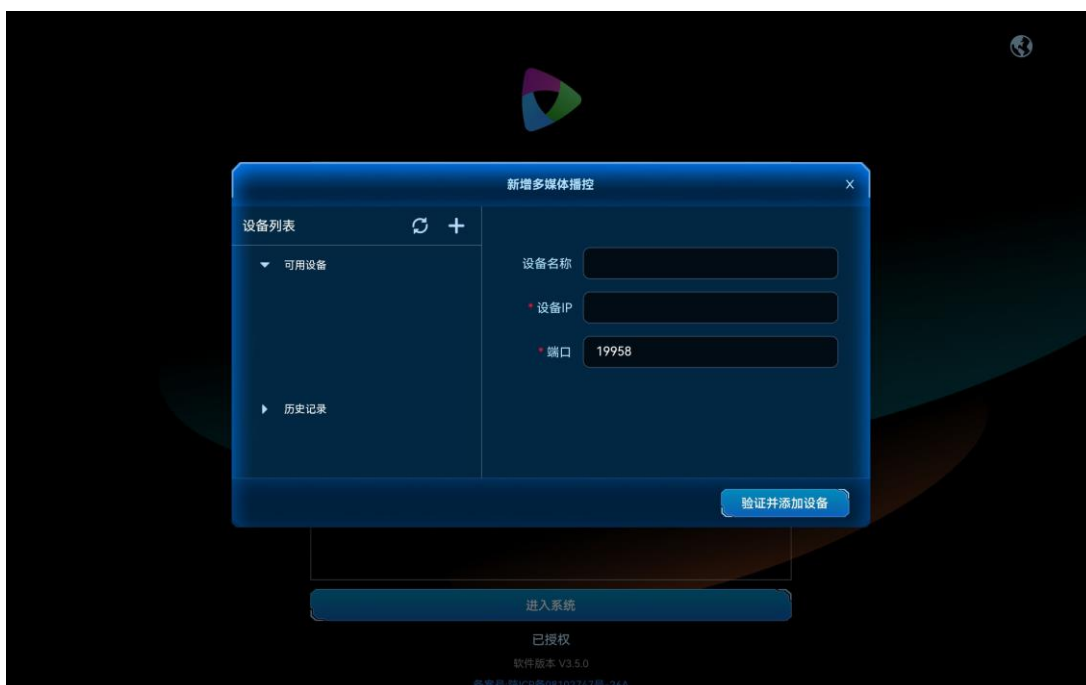 新增多媒体播控
X
设备列表
可用设备
历史记录
设备名称
* 设备IP
* 端口 19958
验证并添加设备
进入系统
已授权
软件版本 V3.5.0